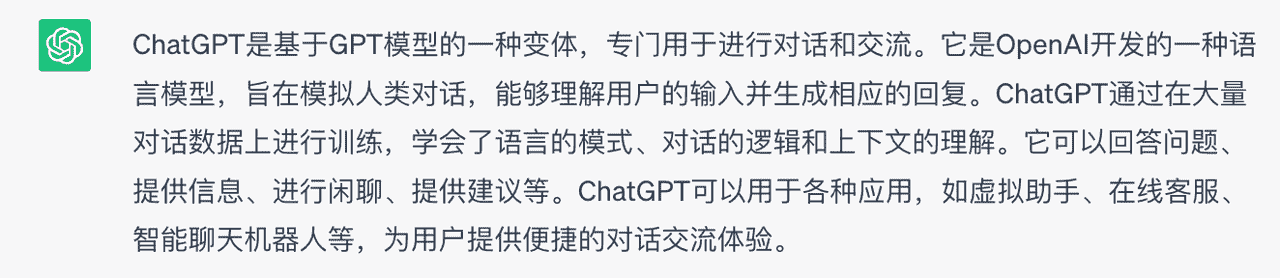 ChatGPT是基于GPT模型的一种变体，专门用于进行对话和交流。它是OpenAI开发的一种语
言模型，旨在模拟人类对话，能够理解用户的输入并生成相应的回复。ChatGPT通过在大量
对话数据上进行训练，学会了语言的模式、对话的逻辑和上下文的理解。它可以回答问题、
提供信息、进行闲聊、提供建议等。ChatGPT可以用于各种应用，如虚拟助手、在线客服、
智能聊天机器人等，为用户提供便捷的对话交流体验。